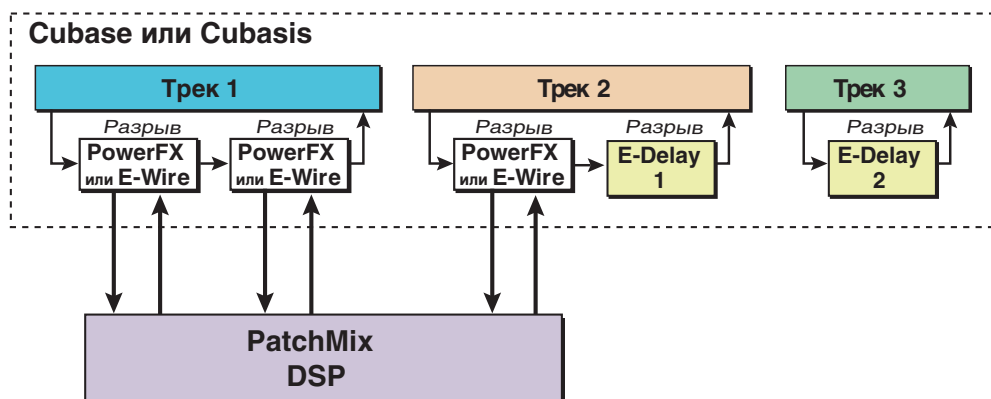 Cubase или Cubasis
Трек 1
Трек 2
Трек 3
Разрыв
Разрыв
Разрыв
Разрыв
Разрыв
PowerFX
или E-Wire
PowerFX
или E-Wire
PowerFX
или E-Wire
E-Delay
1
E-Delay
2
PatchMix
DSP